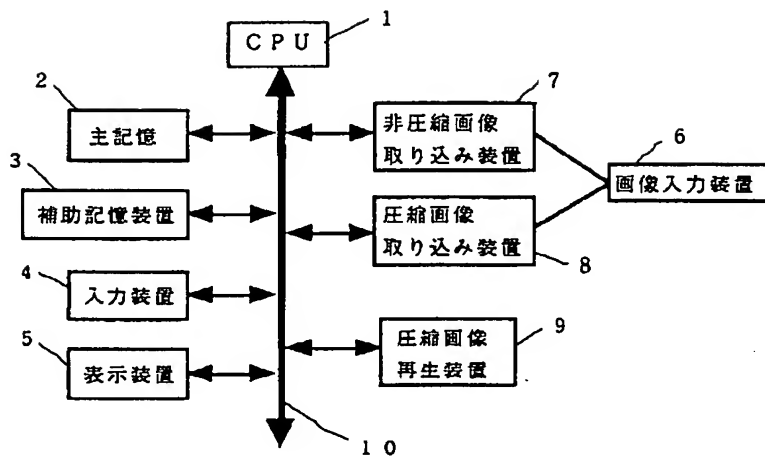 1
CPU
2
主記憶
3
補助記憶装置
4
入力装置
5
表示装置
7
非圧縮画像
取り込み装置
6
画像入力装置
圧縮画像
取り込み装置
8
9
圧縮画像
再生装置
10